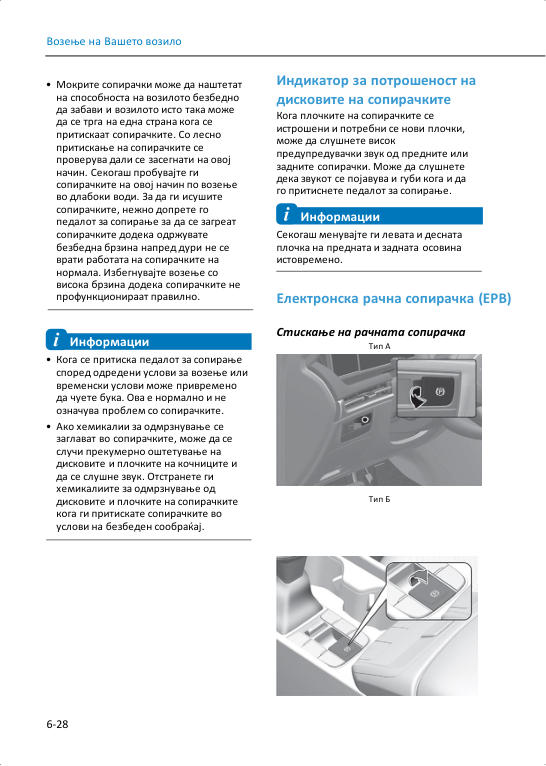 Возење на Вашето возило
• Мокрите сопирачки може да наштетат
на способноста на возилото безбедно
да забави и возилото исто така може
да се трга на една страна кога се
притискаат сопирачките. Со лесно
притискање на сопирачките се
проверува дали се засегнати на овој
начин. Секогаш пробувајте ги
сопирачките на овој начин по возење
во длабоки води. За да ги исушите
сопирачките, нежно допрете го
педалот за сопирање за да се загреат
сопирачките додека одржувате
безбедна брзина напред дури не се
врати работата на сопирачките на
нормала. Избегнувајте возење со
висока брзина додека сопирачките не
профункционираат правилно.
i Информации
• Кога се притиска педалот за сопирање
според одредени услови за возење или
временски услови може привремено
да чуете бука. Ова е нормално и не
означува проблем со сопирачките.
• Ако хемикалии за одмрзнување се
заглават во сопирачките, може да се
случи прекумерно оштетување на
дисковите и плочките на кочниците и
да се слушне звук. Отстранете ги
хемикалиите за одмрзнување од
дисковите и плочките на сопирачките
кога ги притискате сопирачките во
услови на безбеден сообраќај.
Индикатор за потрошеност на
дисковите на сопирачките
Кога плочките на сопирачките се
истрошени и потребни се нови плочки,
може да слушнете висок
предупредувачки звук од предните или
задните сопирачки. Може да слушнете
дека звукот се појавува и губи кога и да
го притиснете педалот за сопирање.
i Информации
Секогаш менувајте ги левата и десната
плочка на предната и задната осовина
истовремено.
Електронска рачна сопирачка (EPB)
Стискање на рачната сопирачка
Тип А
Тип Б
6-28